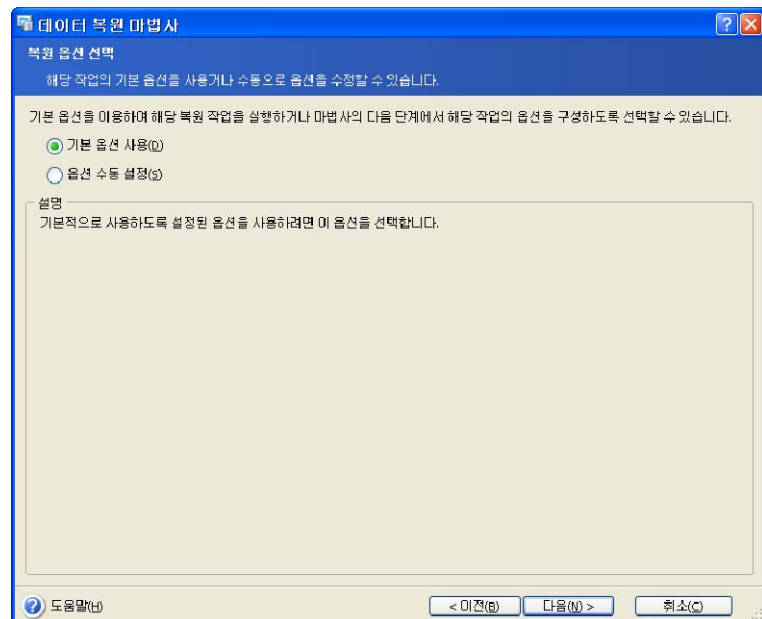 데이터 복원 마법사
복원 옵션 선택
해당 작업의 기본 옵션을 사용거나 수동으로 옵션을 수정할 수 있습니다.
기본 옵션을 이용하여 해당 복원 작업을 실행하거나 마법사의 다음 단계에서 해당 작업의 옵션을 구성하도록 선택할 수 있습니다.
기본 옵션 사용(D)
옵션 수동 설정(S)
설명
기본적으로 사용하도록 설정된 옵션을 사용하려면 이 옵션을 선택합니다.
도움말(H)
< 이전(B)
다음(N) >
취소(C)